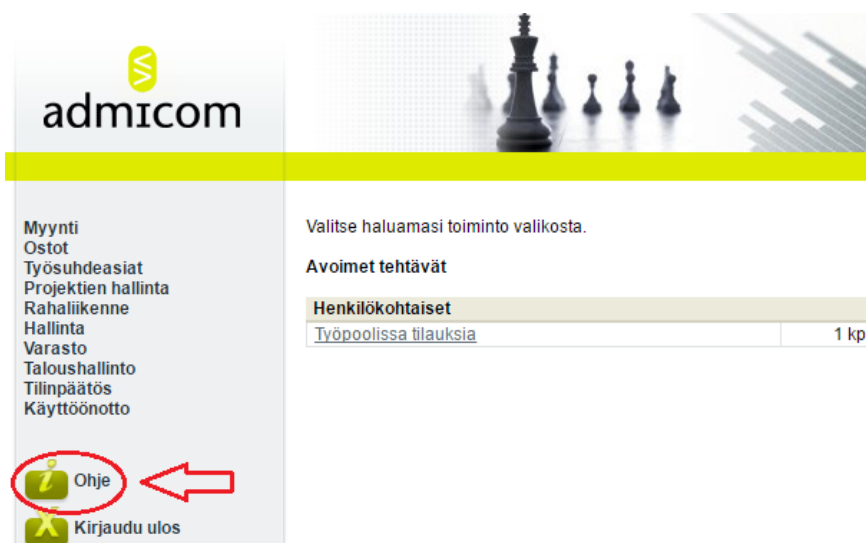 admicom
Myynti
Ostot
Työsuhdeasiat
Projektien hallinta
Rahaliikenne
Hallinta
Varasto
Taloushallinto
Tilinpäätös
Käyttöönotto
Ohje
Kirjaudu ulos
Valitse haluamasi toiminto valikosta.
Avoimet tehtävät
Henkilökohtaiset
Työpoolissa tilauksia 1 kp